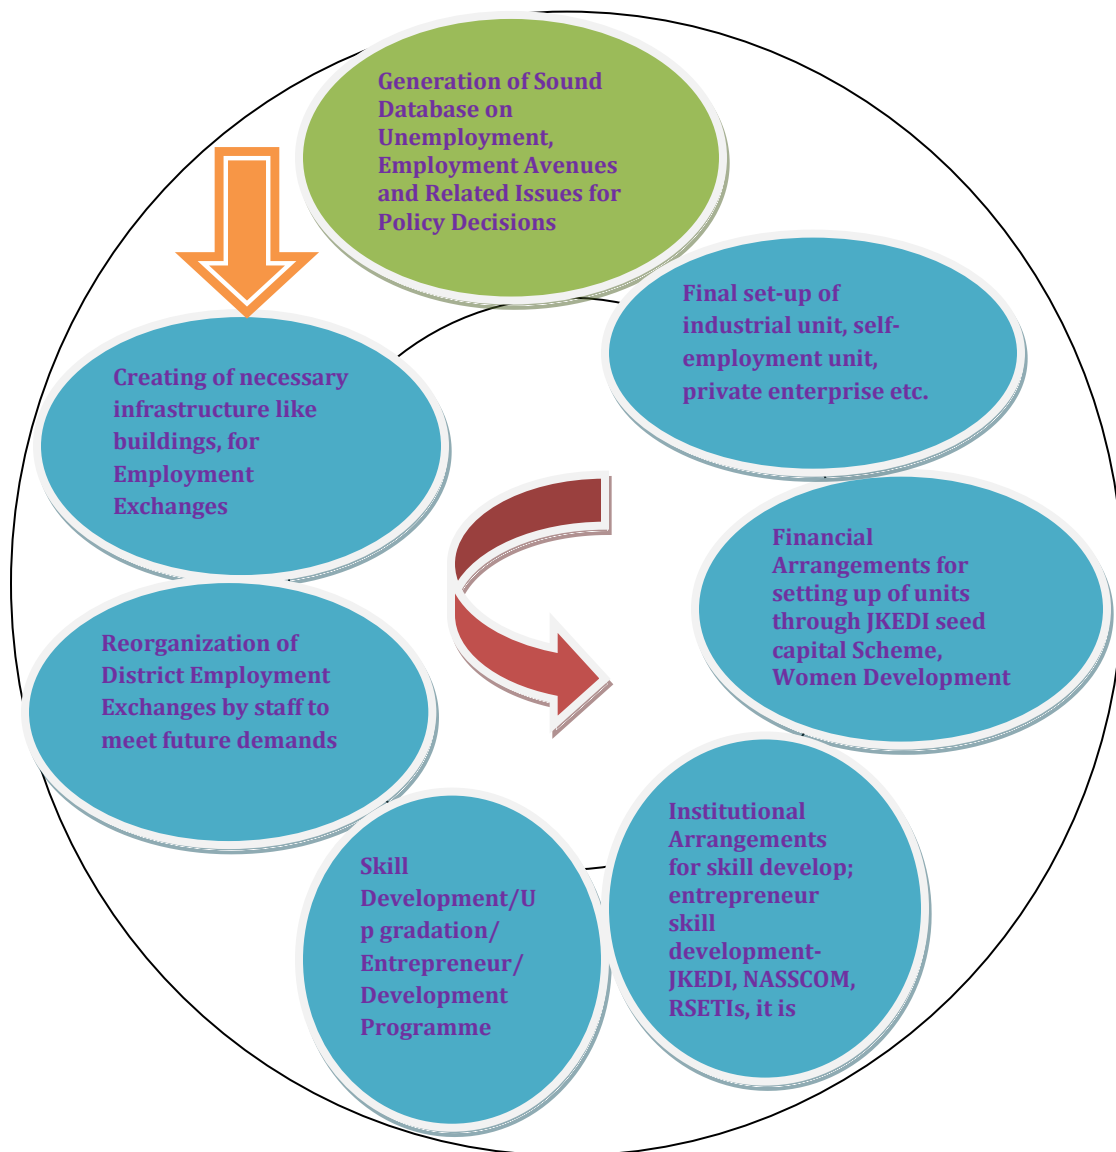 Generation of Sound
Database on
Unemployment,
Employment Avenues
and Related Issues for
Policy Decisions
Final set-up of
industrial unit, self-
employment unit,
private enterprise etc.
Creating of necessary
infrastructure like
buildings, for
Employment
Exchanges
Financial
Arrangements for
setting up of units
through JKEDI seed
capital Scheme,
Women Development
Reorganization of
District Employment
Exchanges by staff to
meet future demands
Institutional
Arrangements
for skill develop;
entrepreneur
skill
development-
JKEDI, NASSCOM,
RSETIs, it is
Skill
Development/U
p gradation/
Entrepreneur/
Development
Programme